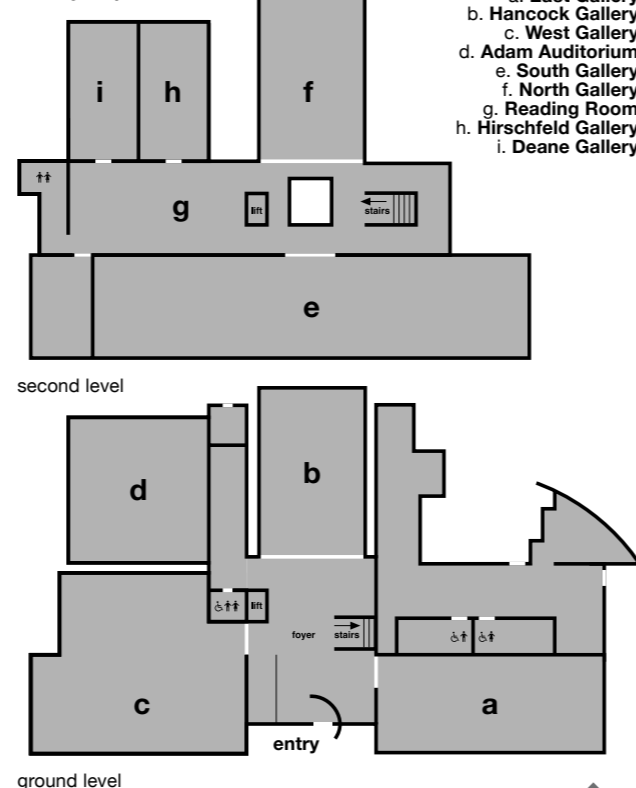 a. East Gallery
b. Hancock Gallery
c. West Gallery
d. Adam Auditorium
e. South Gallery
f. North Gallery
g. Reading Room
h. Hirschfeld Gallery
i. Deane Gallery
i
h
f
g
lift
stairs
e
second level
d
b
lift
foyer
stairs
c
a
entry
ground level